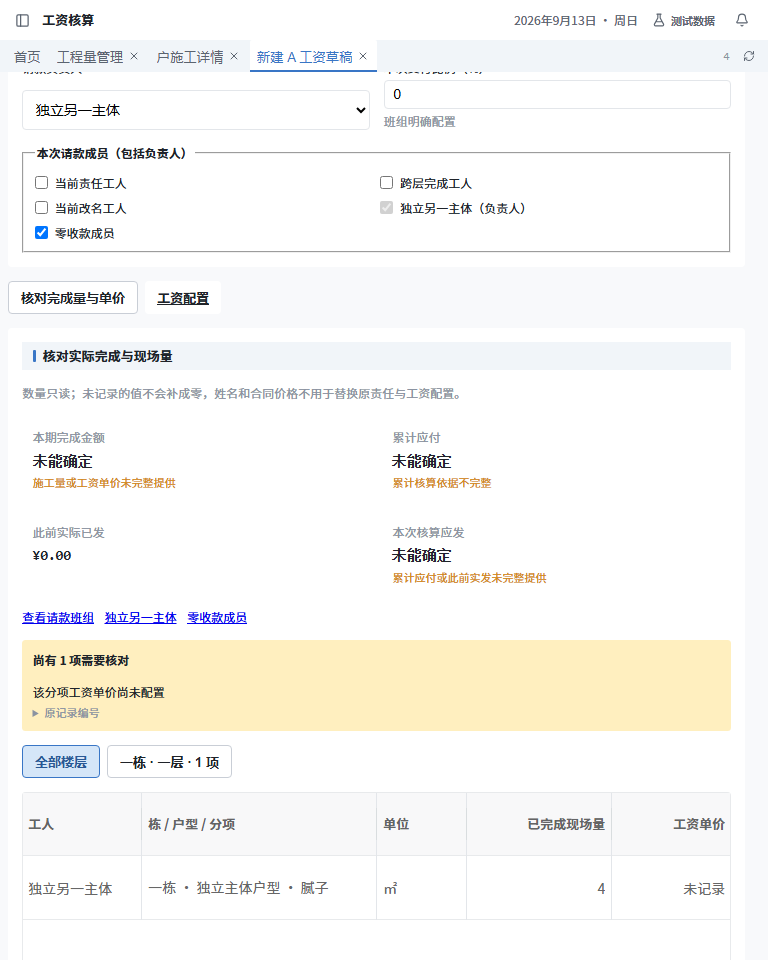 工资核算
2026年9月13日 · 周日
测试数据
首页
工程量管理 ×
户施工详情 ×
新建 A 工资草稿 ×
4
独立另一主体
0
班组明确配置
本次请款成员（包括负责人）
当前责任工人
跨层完成工人
当前改名工人
独立另一主体（负责人）
零收款成员
核对完成量与单价
工资配置
核对实际完成与现场量
数量只读；未记录的值不会补成零，姓名和合同价格不用于替换原责任与工资配置。
本期完成金额
未能确定
施工量或工资单价未完整提供
累计应付
未能确定
累计核算依据不完整
此前实际已发
¥0.00
本次核算应发
未能确定
累计应付或此前实发未完整提供
查看请款班组 独立另一主体 零收款成员
尚有 1 项需要核对
该分项工资单价尚未配置
▶ 原记录编号
全部楼层
一栋 · 一层 · 1 项
工人
栋 / 户型 / 分项
单位
已完成现场量
工资单价
独立另一主体
一栋 · 独立主体户型 · 腻子
㎡
4
未记录